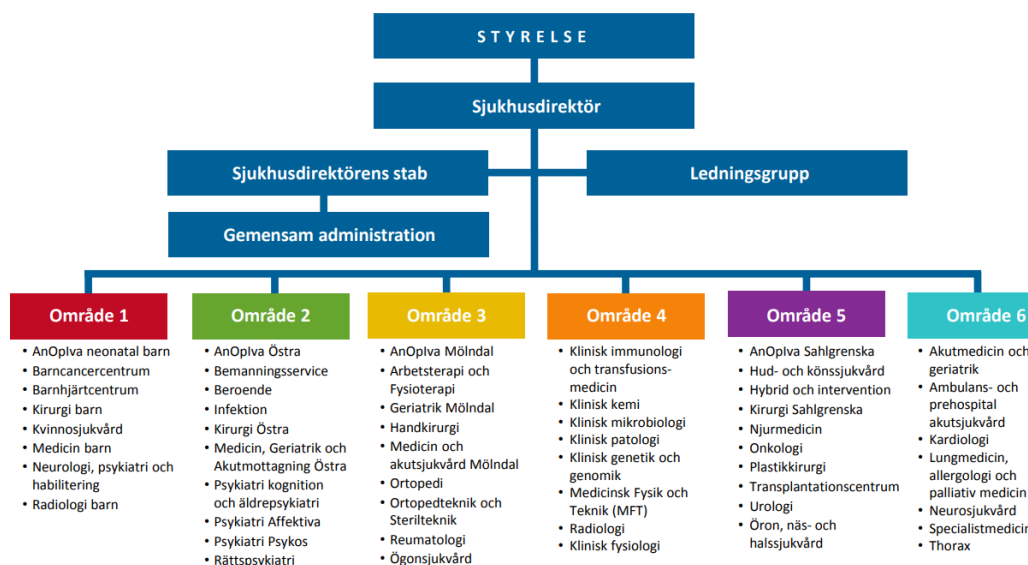 STYRELSE
Sjukhusdirektör
Sjukhusdirektörens stab
Ledningsgrupp
Gemensam administration
Område 1
• AnOpIva neonatal barn
• Barncancercentrum
• Barnhjärtcentrum
• Kirurgi barn
• Kvinnosjukvård
• Medicin barn
• Neurologi, psykiatri och
habilitering
• Radiologi barn
Område 2
• AnOpIva Östra
• Bemanningsservice
• Beroende
• Infektion
• Kirurgi Östra
• Medicin, Geriatrik och
Akutmottagning Östra
• Psykiatri kognition
och äldrepsykiatri
• Psykiatri Affektiva
• Psykiatri Psykos
• Rättspsykiatri
Område 3
• AnOpIva Mölndal
• Arbetsterapi och
Fysioterapi
• Geriatrik Mölndal
• Handkirurgi
• Medicin och
akutsjukvård Mölndal
• Ortopedi
• Ortopedteknik och
Sterilteknik
• Reumatologi
• Ögonsjukvård
Område 4
• Klinisk immunologi
och transfusions-
medicin
• Klinisk kemi
• Klinisk mikrobiologi
• Klinisk patologi
• Klinisk genetik och
genomik
• Medicinsk Fysik och
Teknik (MFT)
• Radiologi
• Klinisk fysiologi
Område 5
• AnOpIva Sahlgrenska
• Hud- och könssjukvård
• Hybrid och intervention
• Kirurgi Sahlgrenska
• Njurmedicin
• Onkologi
• Plastikkirurgi
• Transplantationscentrum
• Urologi
• Öron, näs- och
halssjukvård
Område 6
• Akutmedicin och
geriatrik
• Ambulans- och
prehospital
akutsjukvård
• Kardiologi
• Lungmedicin,
allergologi och
palliativ medicin
• Neurosjukvård
• Specialistmedicin
• Thorax